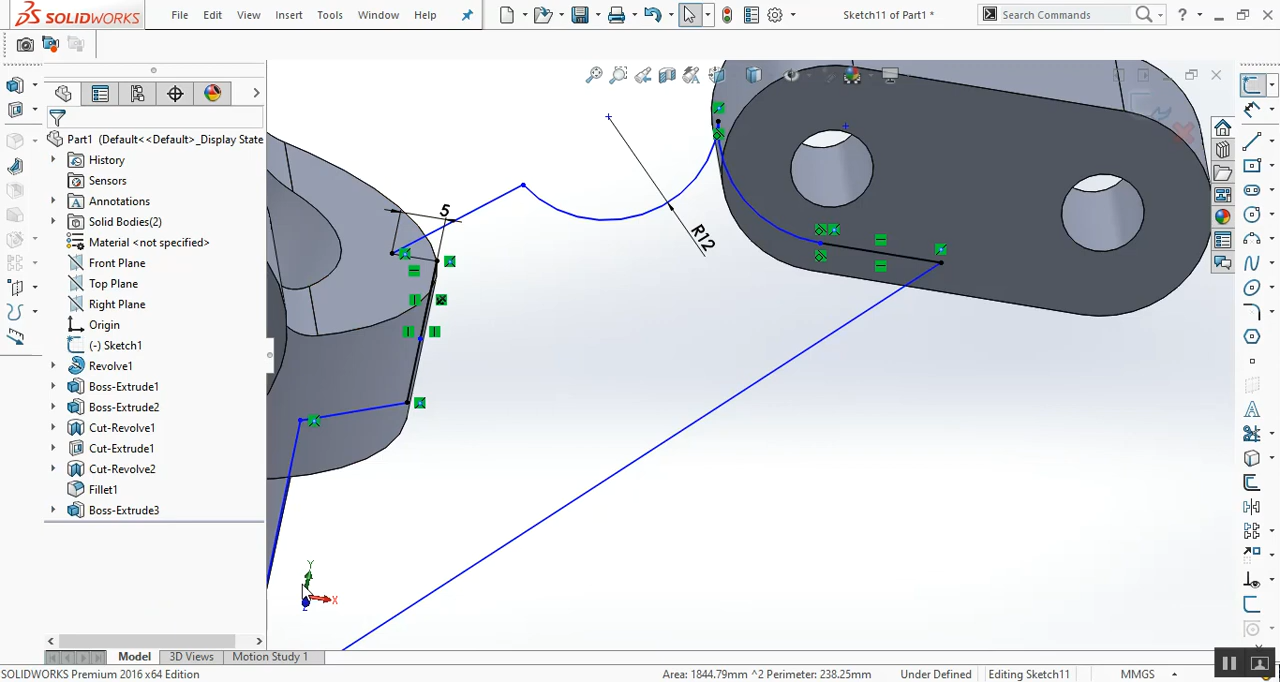 SOLIDWORKS
File Edit View Insert Tools Window Help
Sketch11 of Part1 *
Search Commands
Part1 (Default<<Default>_Display State
History
Sensors
Annotations
Solid Bodies(2)
Material <not specified>
Front Plane
Top Plane
Right Plane
Origin
(-) Sketch1
Revolve1
Boss-Extrude1
Boss-Extrude2
Cut-Revolve1
Cut-Extrude1
Cut-Revolve2
Fillet1
Boss-Extrude3
5
R12
Y
X
Z
Model 3D Views Motion Study 1
SOLIDWORKS Premium 2016 x64 Edition
Area: 1844.79mm ^2 Perimeter: 238.25mm
Under Defined
Editing Sketch11
MMGS